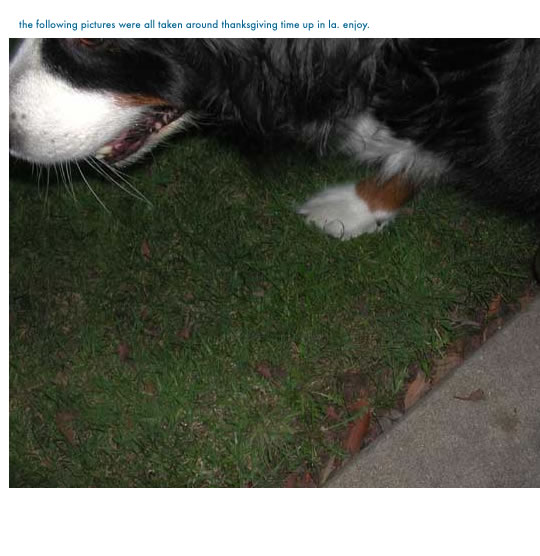 the following pictures were all taken around thanksgiving time up in la. enjoy.